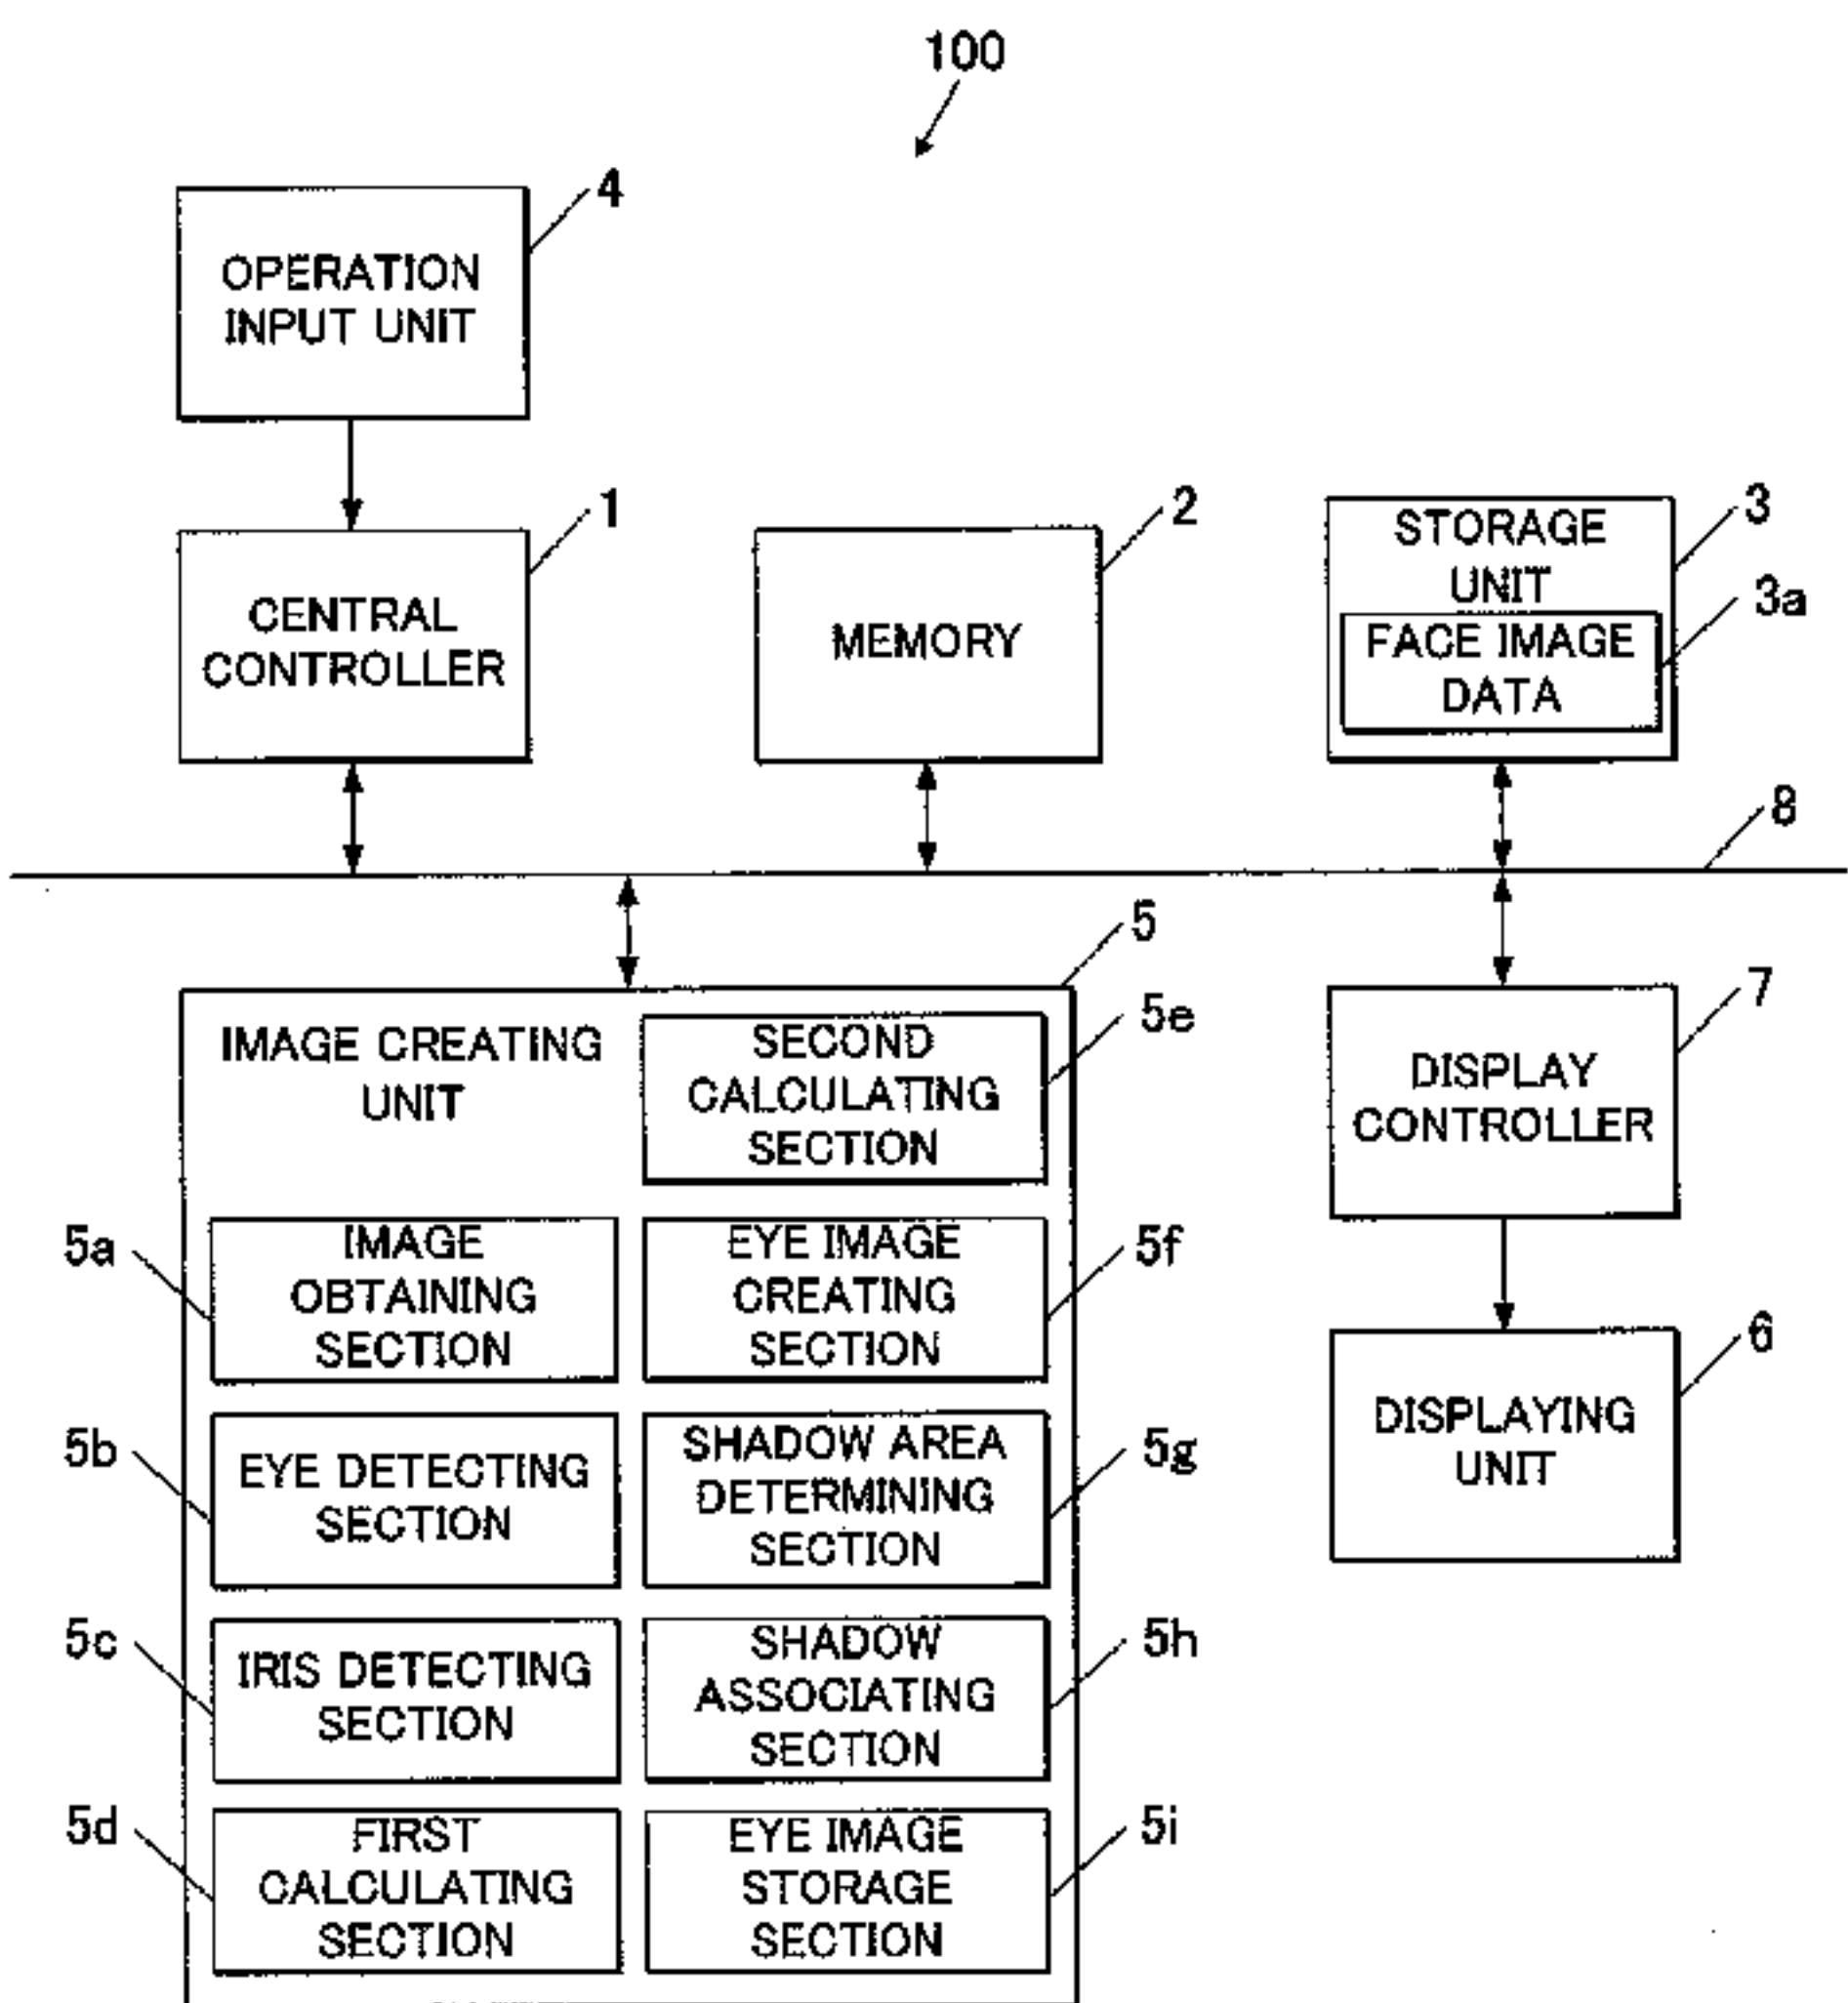 100
4
OPERATION
INPUT UNIT
1
CENTRAL
CONTROLLER
2
MEMORY
3
STORAGE
UNIT
3a
FACE IMAGE
DATA
8
5
IMAGE CREATING
UNIT
5e
SECOND
CALCULATING
SECTION
5a
IMAGE
OBTAINING
SECTION
5f
EYE IMAGE
CREATING
SECTION
5b
EYE DETECTING
SECTION
5g
SHADOW AREA
DETERMINING
SECTION
5c
IRIS DETECTING
SECTION
5h
SHADOW
ASSOCIATING
SECTION
5d
FIRST
CALCULATING
SECTION
5i
EYE IMAGE
STORAGE
SECTION
7
DISPLAY
CONTROLLER
6
DISPLAYING
UNIT